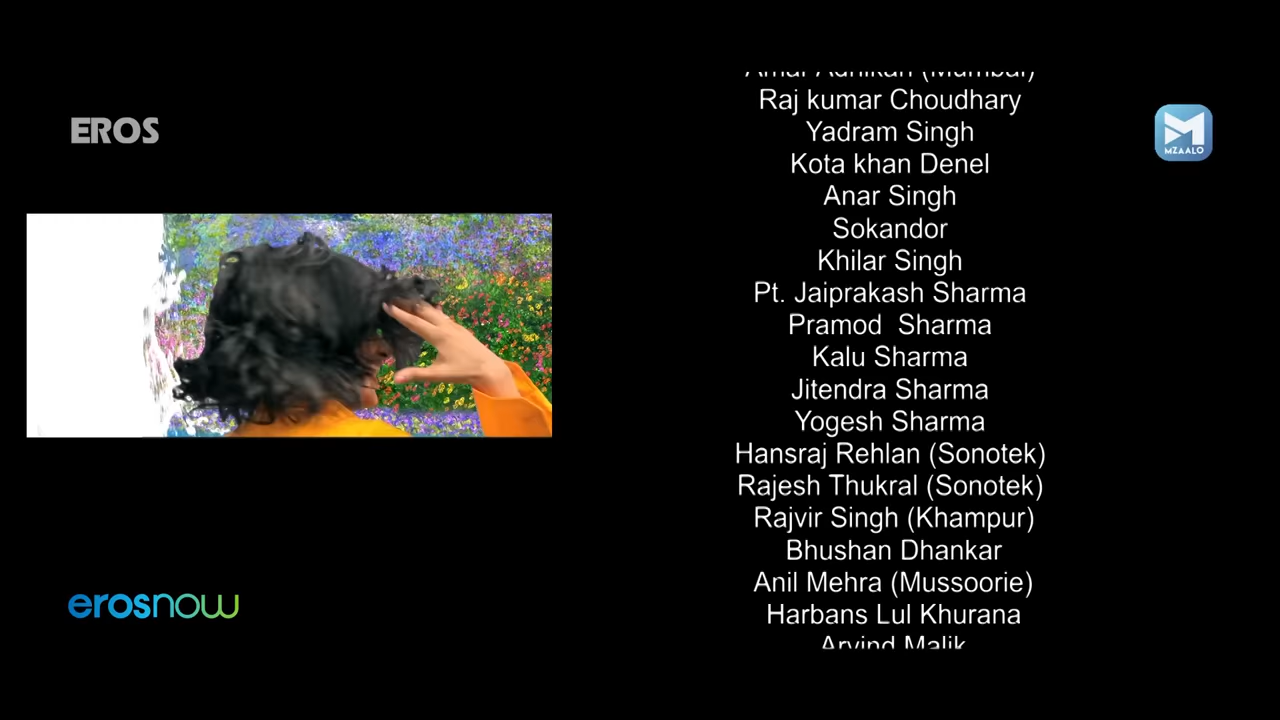 EROS
MZAALO
erosnow
Raj kumar Choudhary
Yadram Singh
Kota khan Denel
Anar Singh
Sokandor
Khilar Singh
Pt. Jaiprakash Sharma
Pramod  Sharma
Kalu Sharma
Jitendra Sharma
Yogesh Sharma
Hansraj Rehlan (Sonotek)
Rajesh Thukral (Sonotek)
Rajvir Singh (Khampur)
Bhushan Dhankar
Anil Mehra (Mussoorie)
Harbans Lul Khurana
Arvind Malik